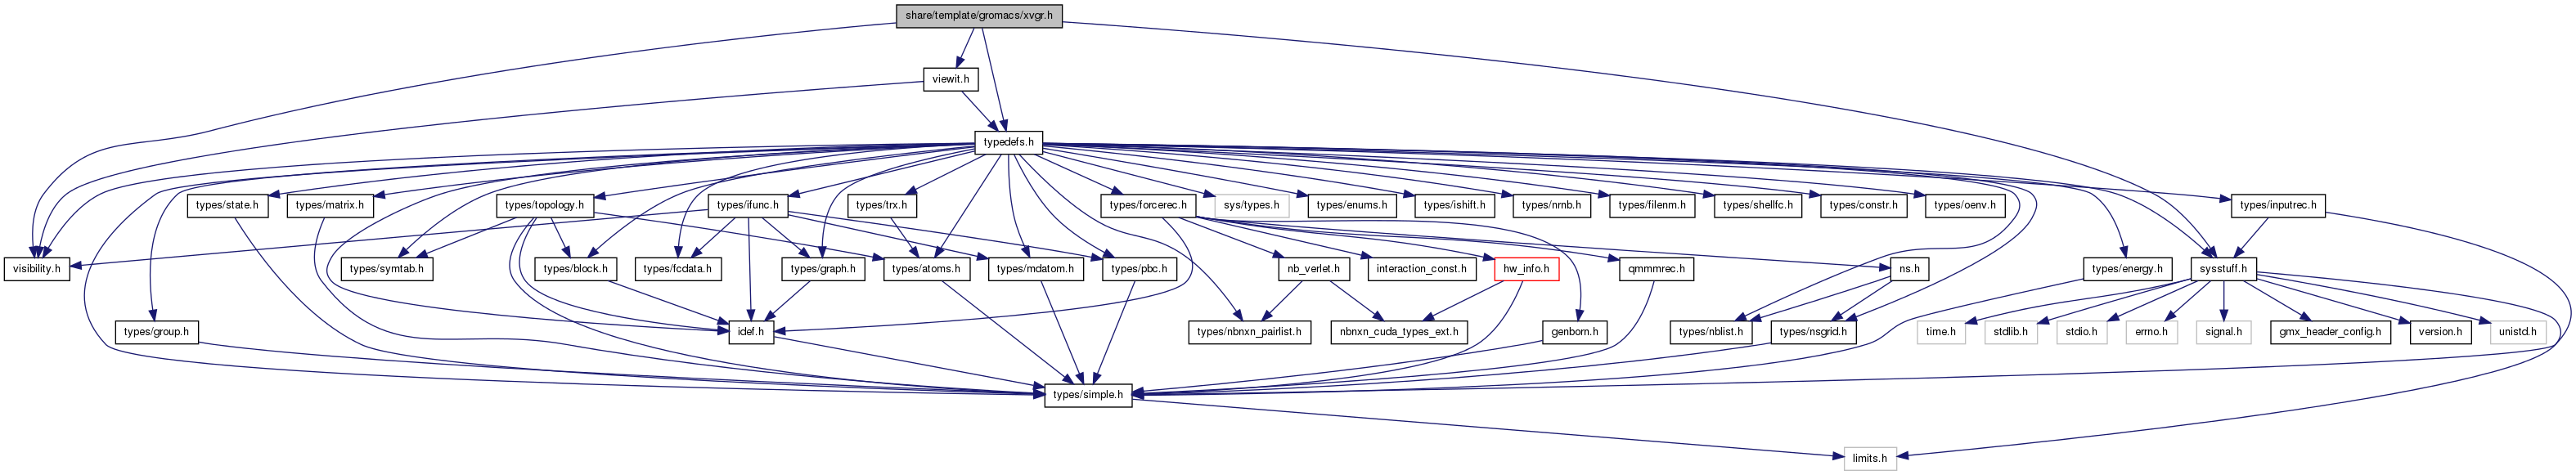 share/template/gromacs/xvgr.h
viewit.h
typedefs.h
types/state.h
types/matrix.h
types/topology.h
types/ifunc.h
types/trx.h
types/forcerec.h
sys/types.h
types/enums.h
types/ishift.h
types/nrnb.h
types/filenm.h
types/shellfc.h
types/constr.h
types/oenv.h
types/inputrec.h
visibility.h
types/symtab.h
types/block.h
types/fcdata.h
types/graph.h
types/atoms.h
types/mdatom.h
types/pbc.h
nb_verlet.h
interaction_const.h
hw_info.h
qmmmrec.h
ns.h
types/energy.h
sysstuff.h
types/group.h
idef.h
types/nbnxn_pairlist.h
nbnxn_cuda_types_ext.h
genborn.h
types/nblist.h
types/nsgrid.h
time.h
stdlib.h
stdio.h
errno.h
signal.h
gmx_header_config.h
version.h
unistd.h
types/simple.h
limits.h